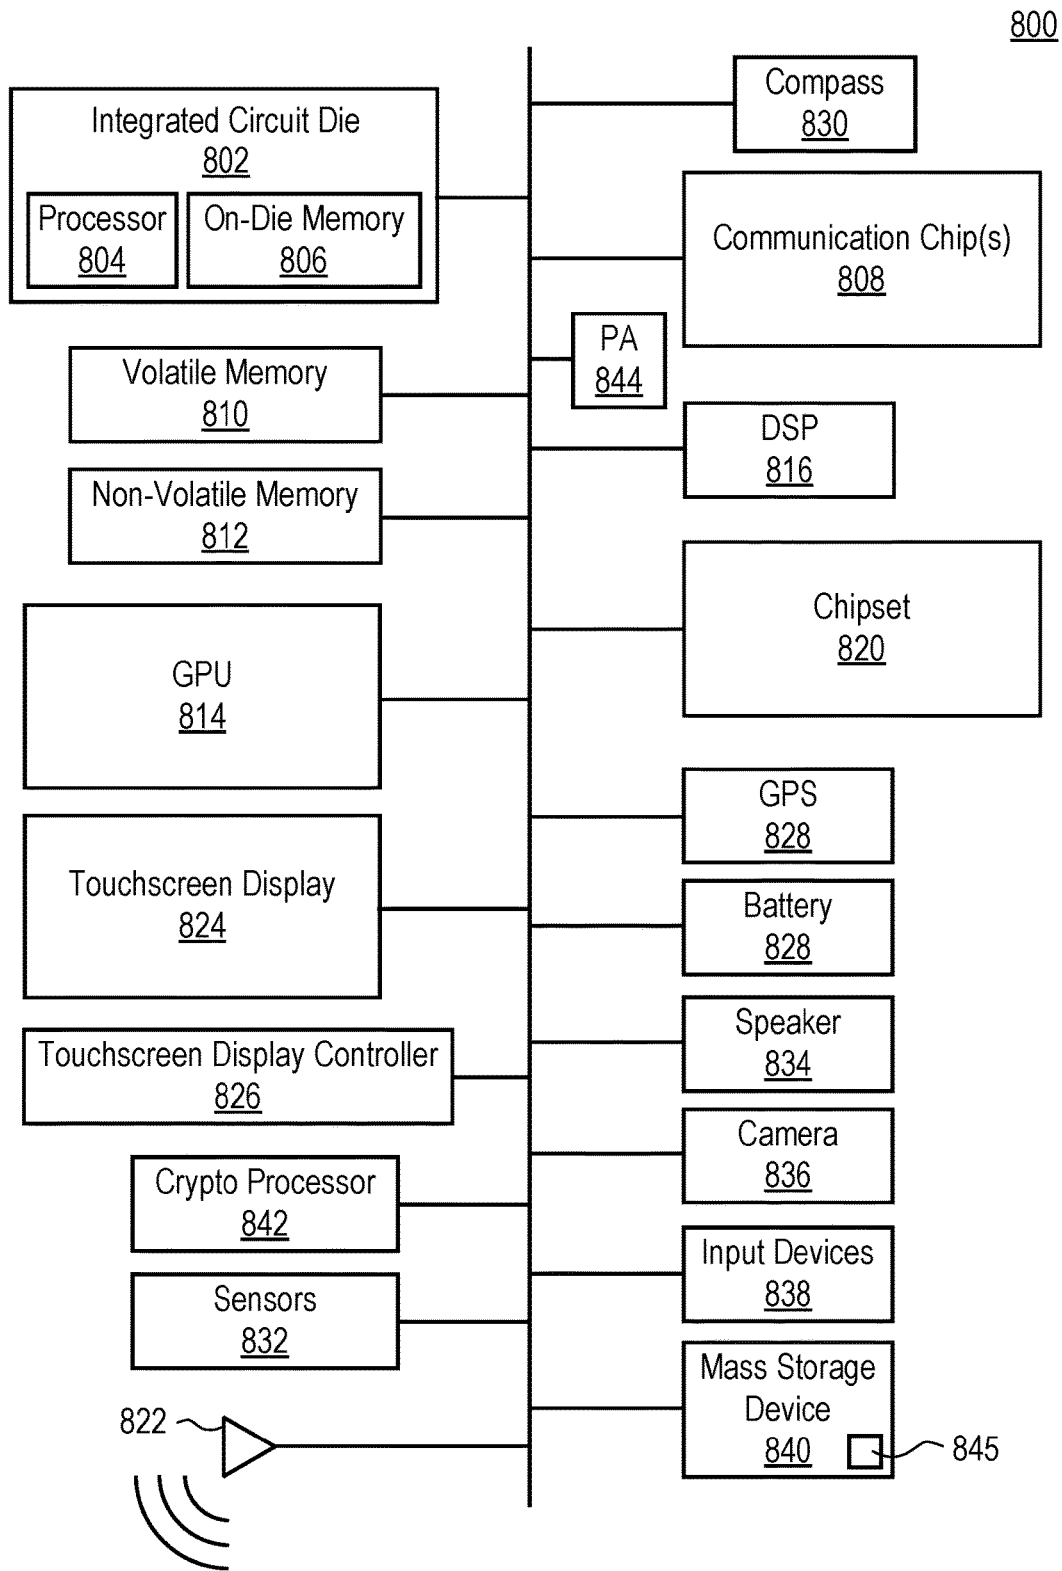 800
Integrated Circuit Die
802
Processor
804
On-Die Memory
806
Volatile Memory
810
Non-Volatile Memory
812
GPU
814
Touchscreen Display
824
Touchscreen Display Controller
826
Crypto Processor
842
Sensors
832
822
Compass
830
Communication Chip(s)
808
PA
844
DSP
816
Chipset
820
GPS
828
Battery
828
Speaker
834
Camera
836
Input Devices
838
Mass Storage
Device
840
845